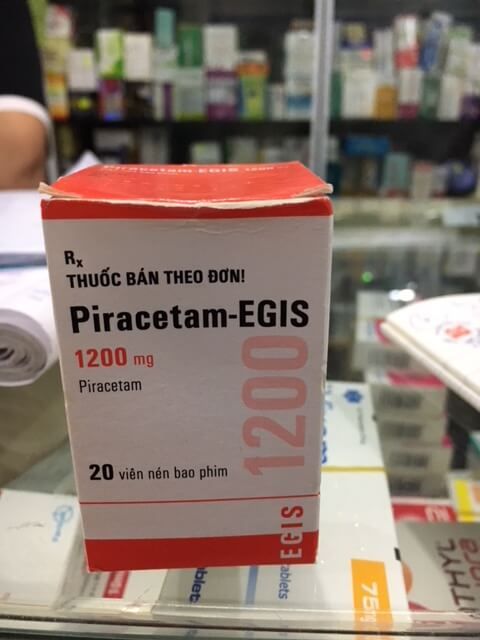 Piracetam-EGIS 1200
Rx
THUỐC BÁN THEO ĐƠN!
Piracetam-EGIS
1200 mg
Piracetam
1200
20 viên nén bao phim
EGIS
75mg